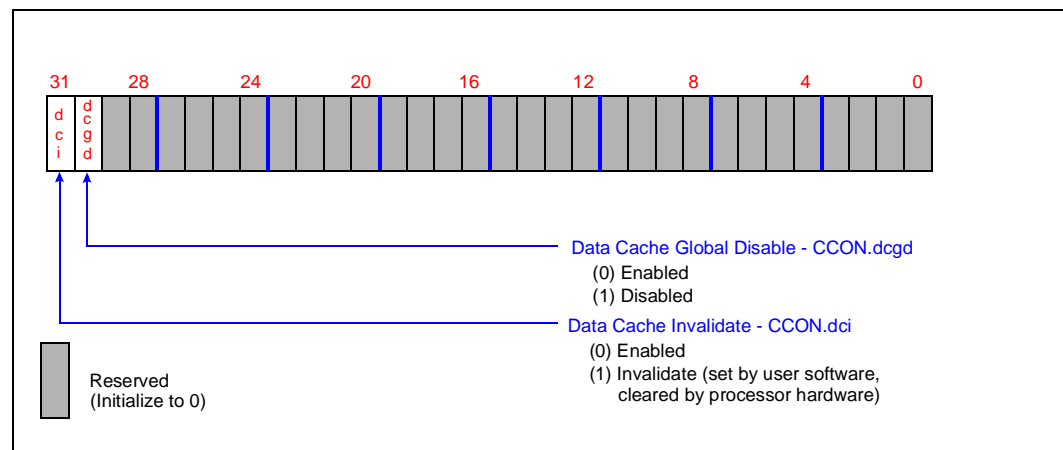 31 28 24 20 16 12 8 4 0
dci
dcgd
Data Cache Global Disable - CCON.dcgd
(0) Enabled
(1) Disabled
Data Cache Invalidate - CCON.dci
(0) Enabled
(1) Invalidate (set by user software,
cleared by processor hardware)
Reserved
(Initialize to 0)